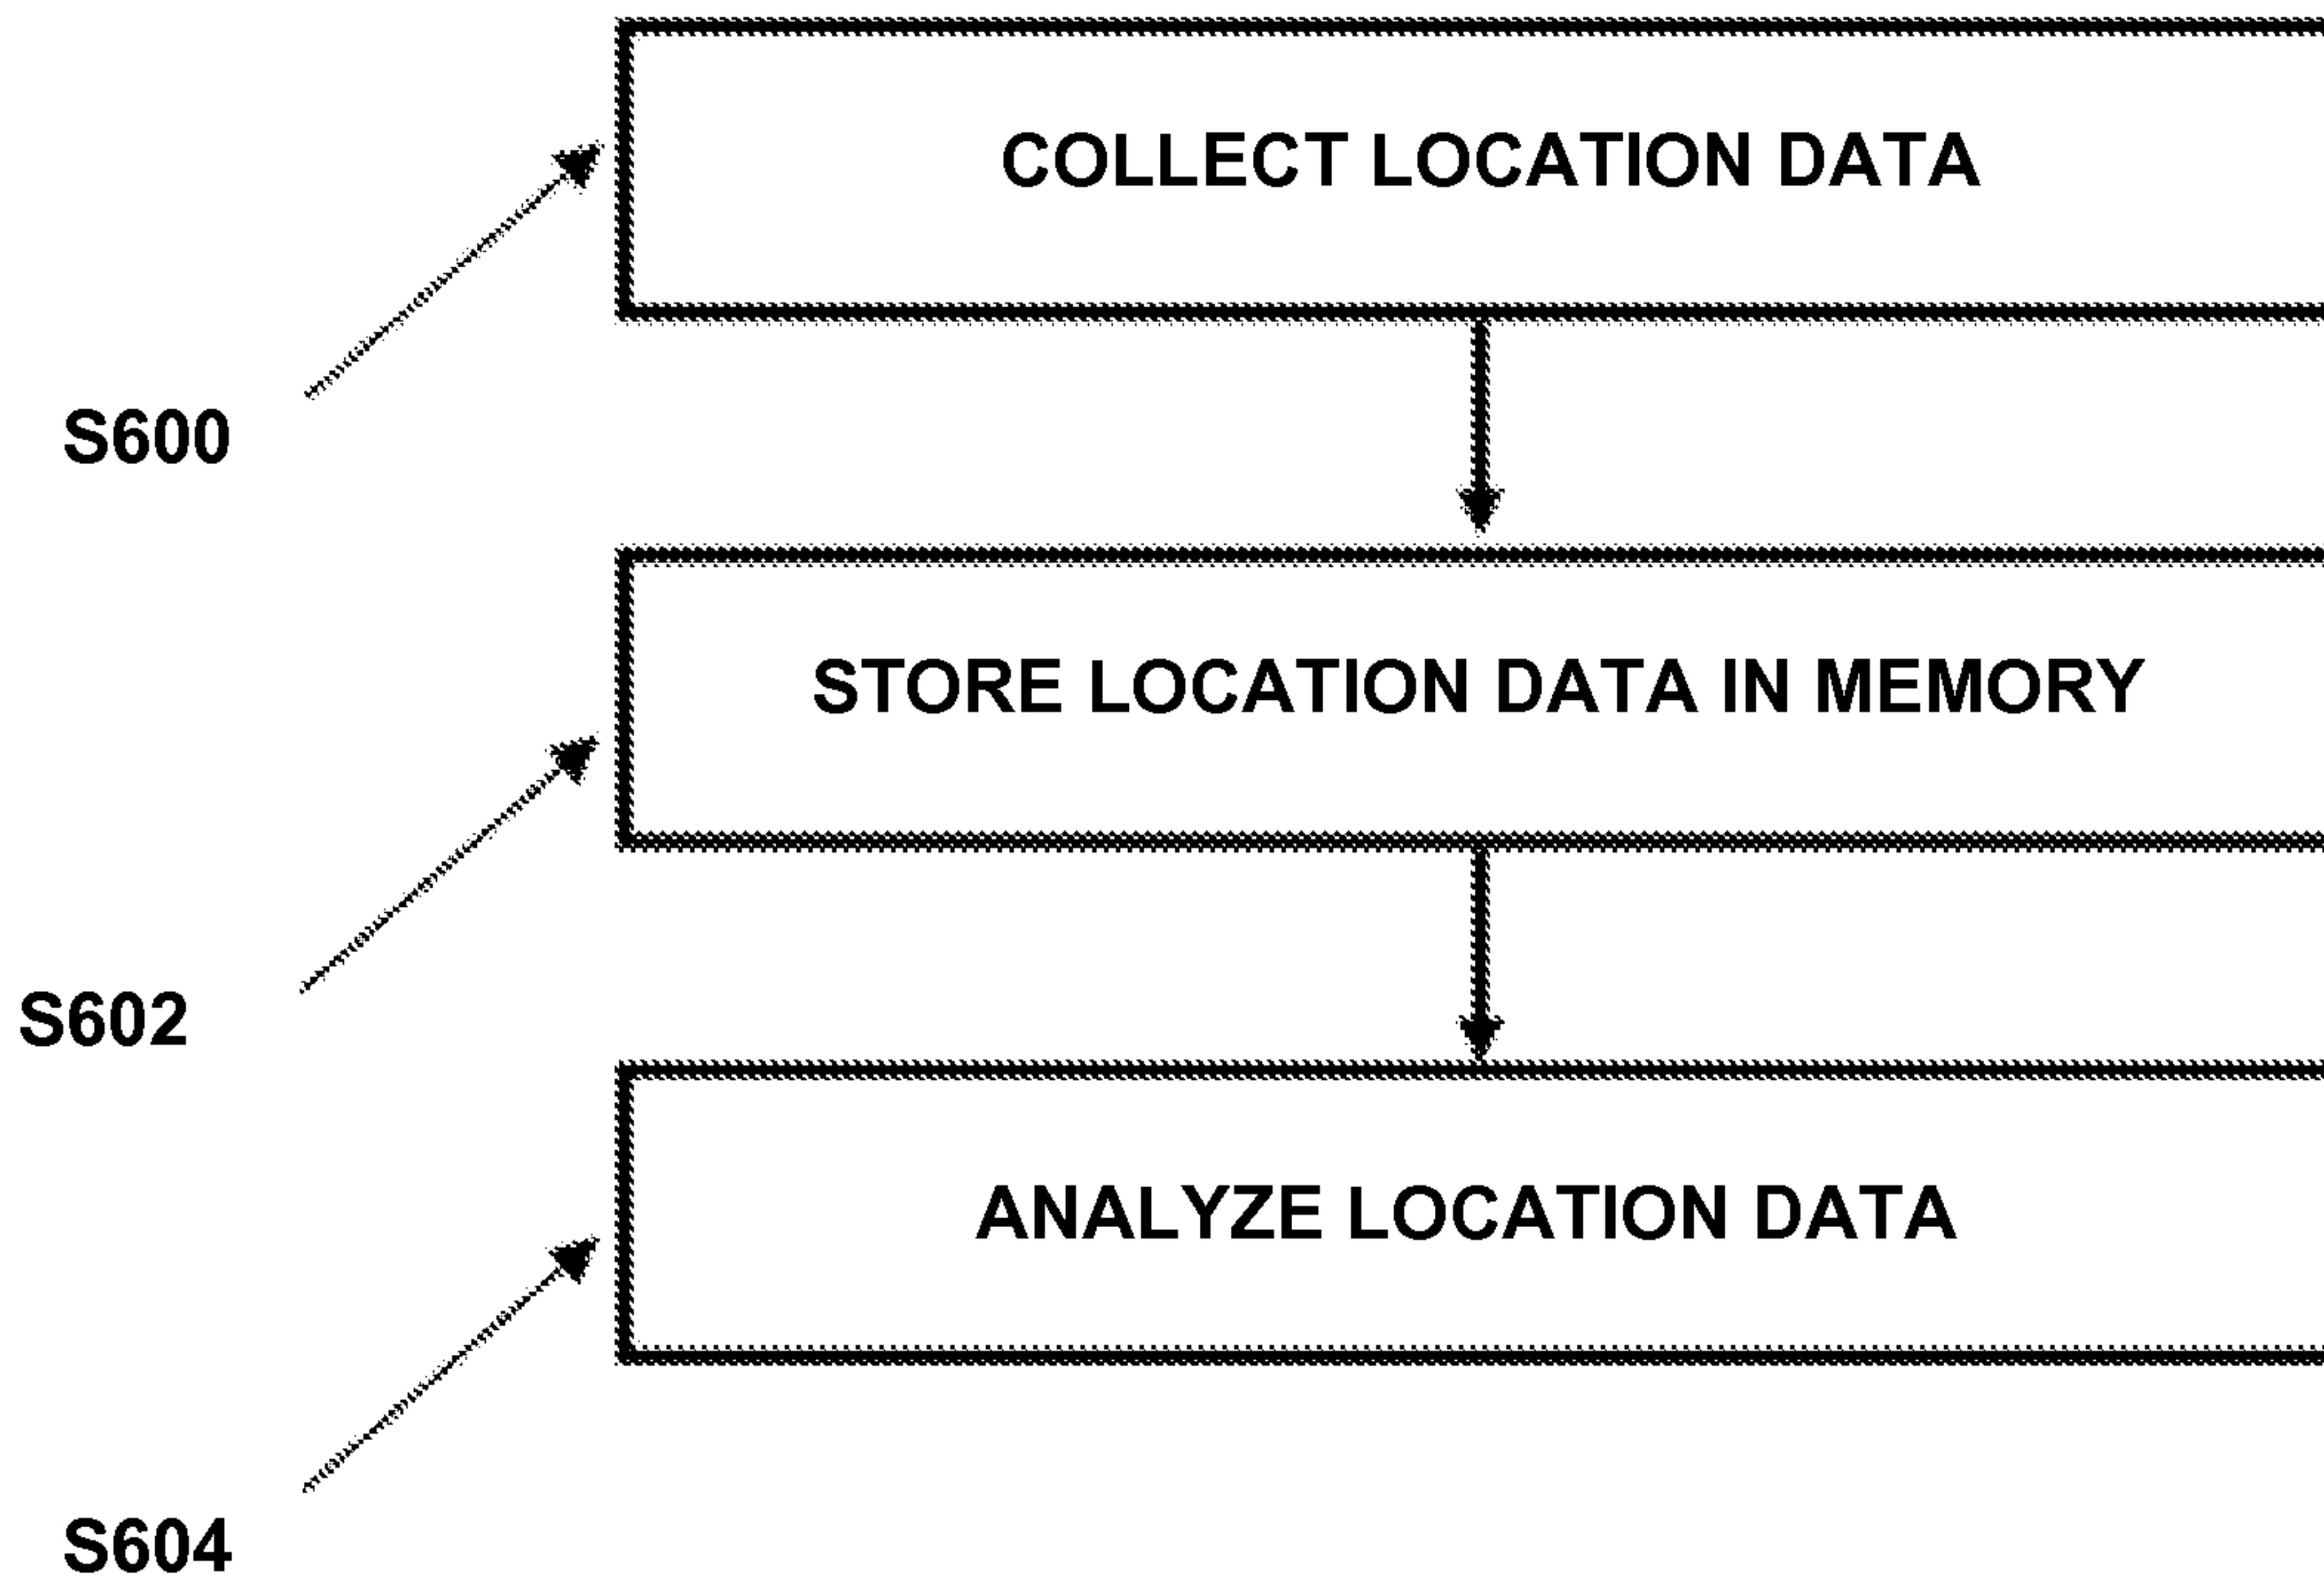 COLLECT LOCATION DATA
S600
STORE LOCATION DATA IN MEMORY
S602
ANALYZE LOCATION DATA
S604